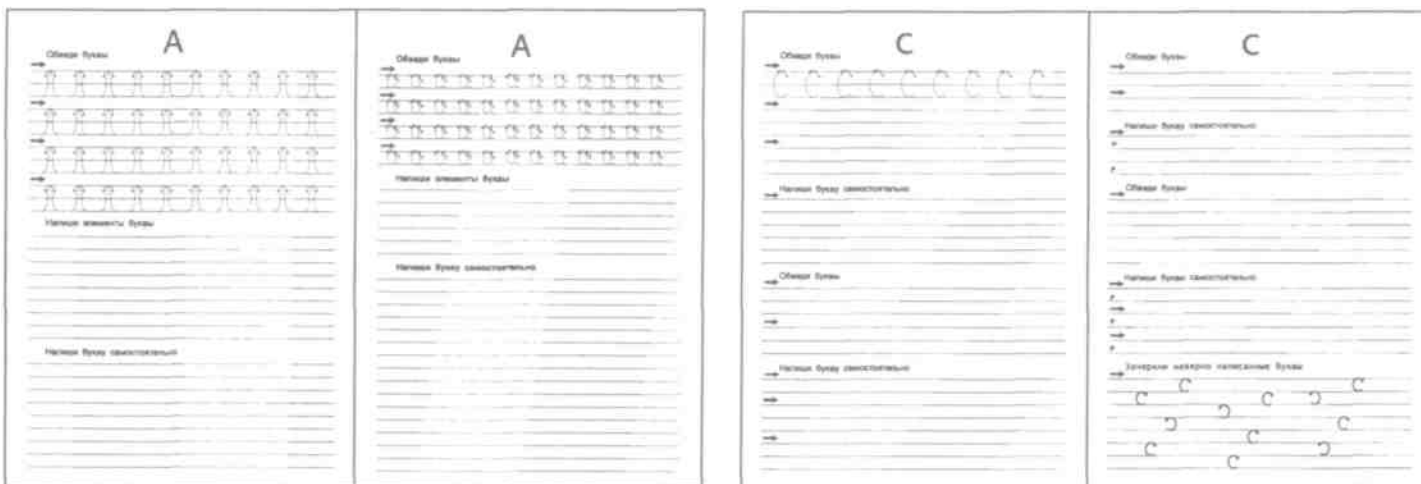 А
Обведи буквы
Напиши элементы буквы
Напиши букву самостоятельно
А
Обведи буквы
Напиши элементы буквы
Напиши букву самостоятельно
С
Обведи буквы
С С С С С С С С С
Напиши букву самостоятельно
Обведи буквы
Напиши букву самостоятельно
С
Обведи буквы
Напиши букву самостоятельно
Обведи буквы
Напиши букву самостоятельно
Зачеркни неверно написанные буквы